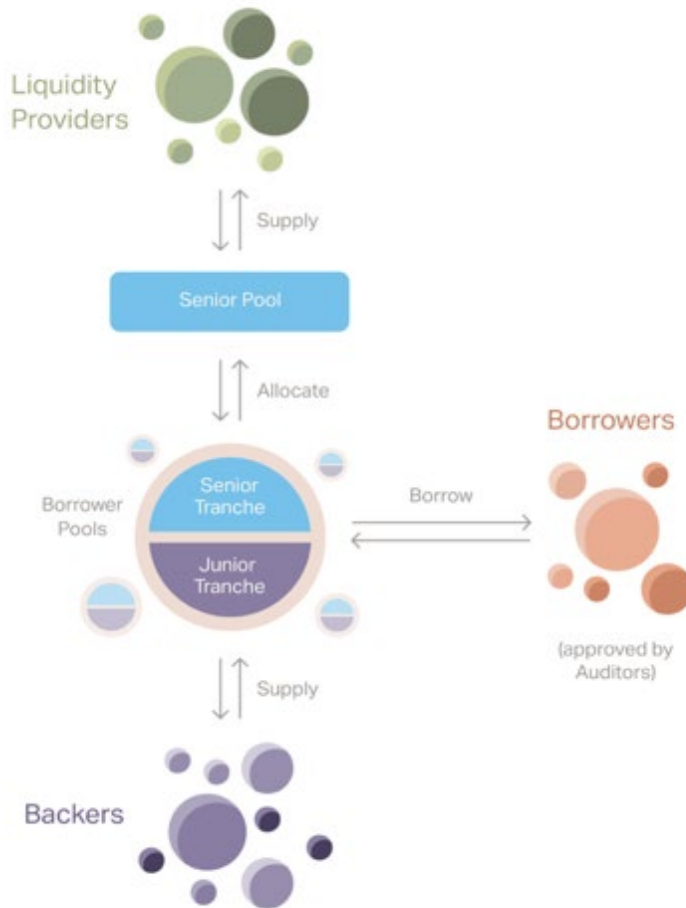 Liquidity
Providers
Supply
Senior Pool
Allocate
Borrowers
Borrower
Pools
Senior
Tranche
Junior
Tranche
Borrow
(approved by
Auditors)
Supply
Backers